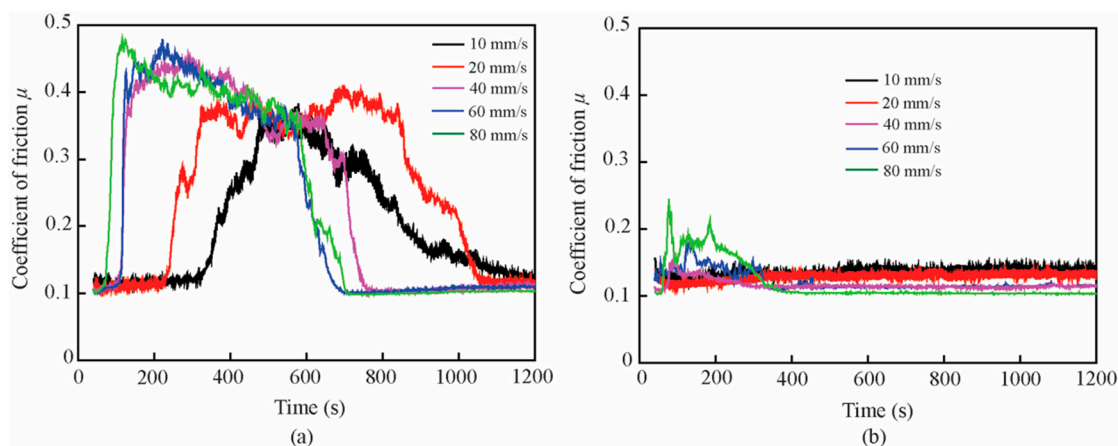 0.5
0.4
0.3
0.2
0.1
0
Coefficient of friction μ
10 mm/s
20 mm/s
40 mm/s
60 mm/s
80 mm/s
0 200 400 600 800 1000 1200
Time (s)
(a)
0.5
0.4
0.3
0.2
0.1
0
Coefficient of friction μ
10 mm/s
20 mm/s
40 mm/s
60 mm/s
80 mm/s
0 200 400 600 800 1000 1200
Time (s)
(b)